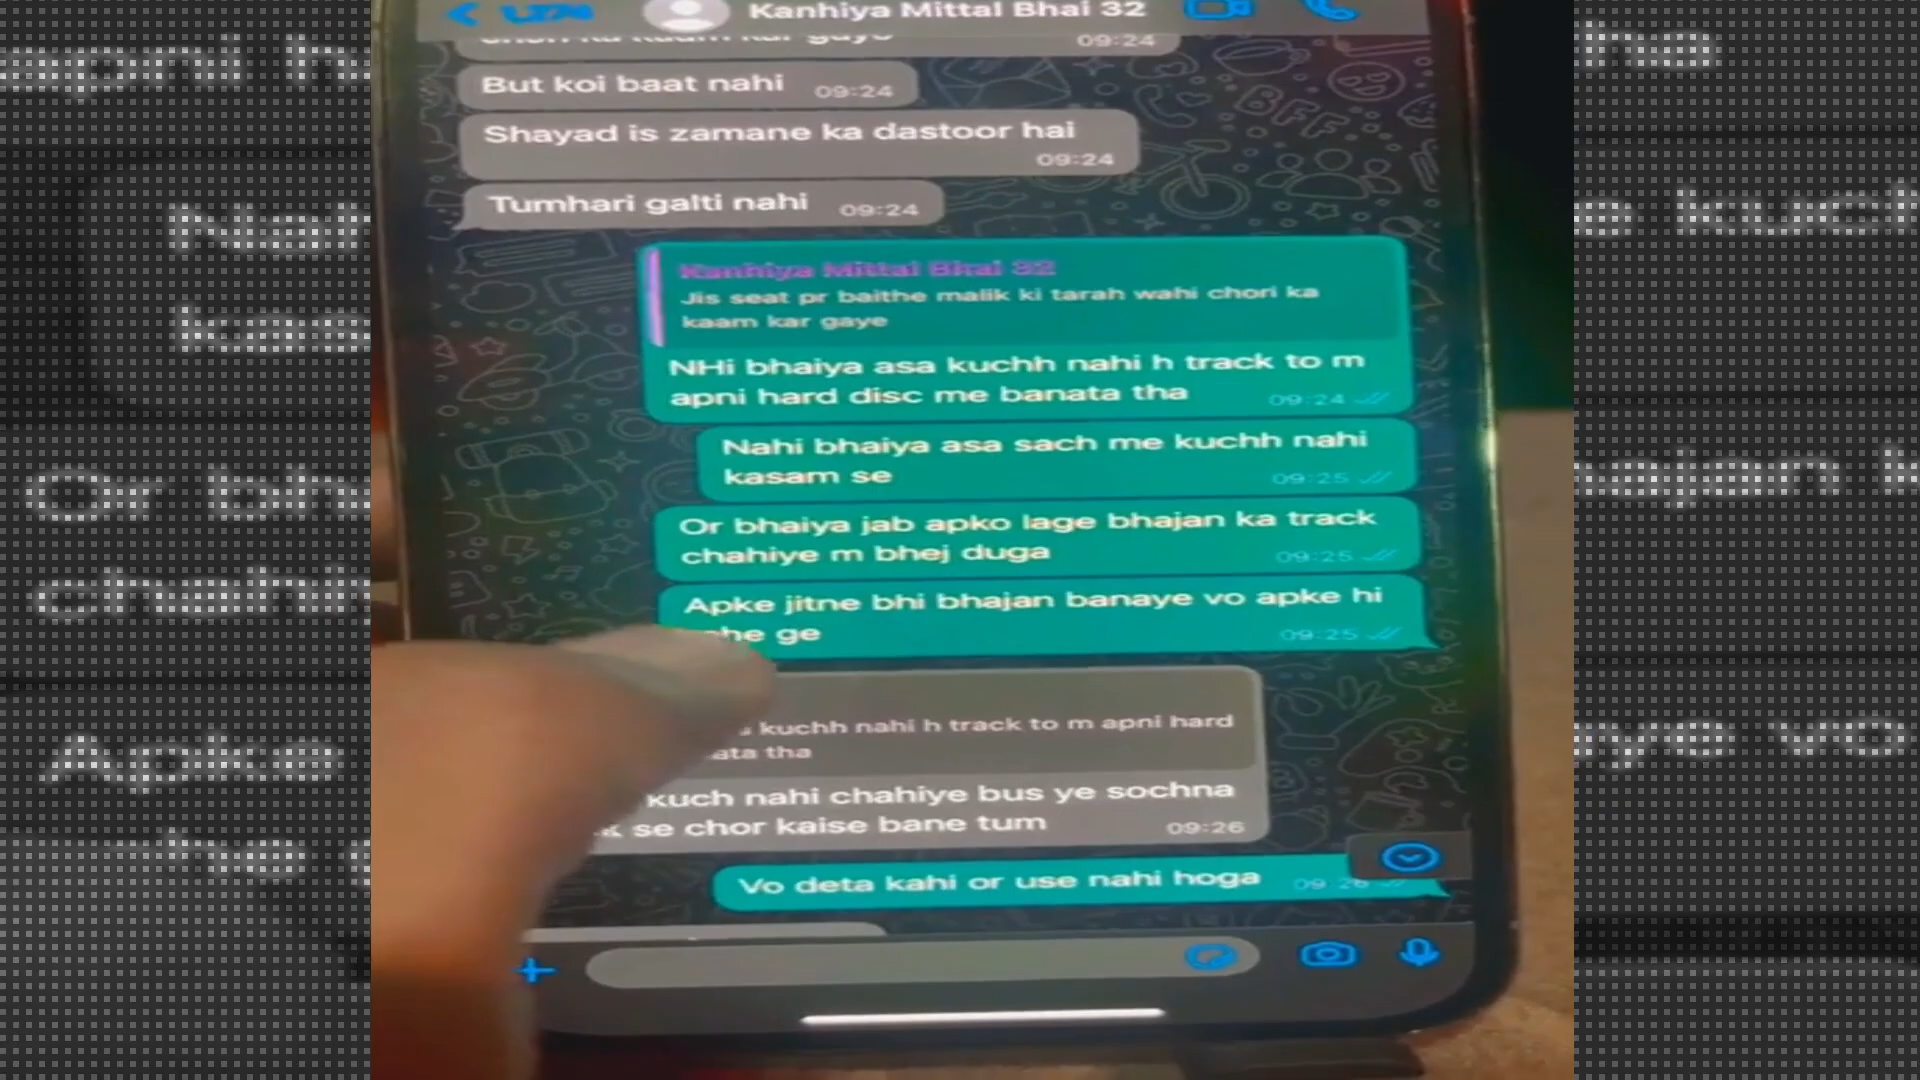 Kanhiya Mittal Bhai 32
09:24
But koi baat nahi 09:24
Shayad is zamane ka dastoor hai
09:24
Tumhari galti nahi 09:24
Kanhiya Mittal Bhai 32
Jis seat pr baithe malik ki tarah wahi chori ka
kaam kar gaye
NHi bhaiya asa kuchh nahi h track to m
apni hard disc me banata tha 09:24
Nahi bhaiya asa sach me kuchh nahi
kasam se 09:25
Or bhaiya jab apko lage bhajan ka track
chahiye m bhej duga 09:25
Apke jitne bhi bhajan banaye vo apke hi
ge 09:25
kuchh nahi h track to m apni hard
tha
kuch nahi chahiye bus ye sochna
se chor kaise bane tum 09:26
Vo deta kahi or use nahi hoga 09:26